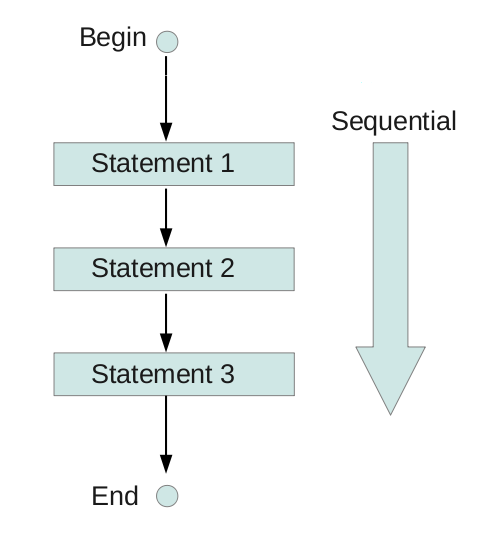 Begin
Sequential
Statement 1
Statement 2
Statement 3
End